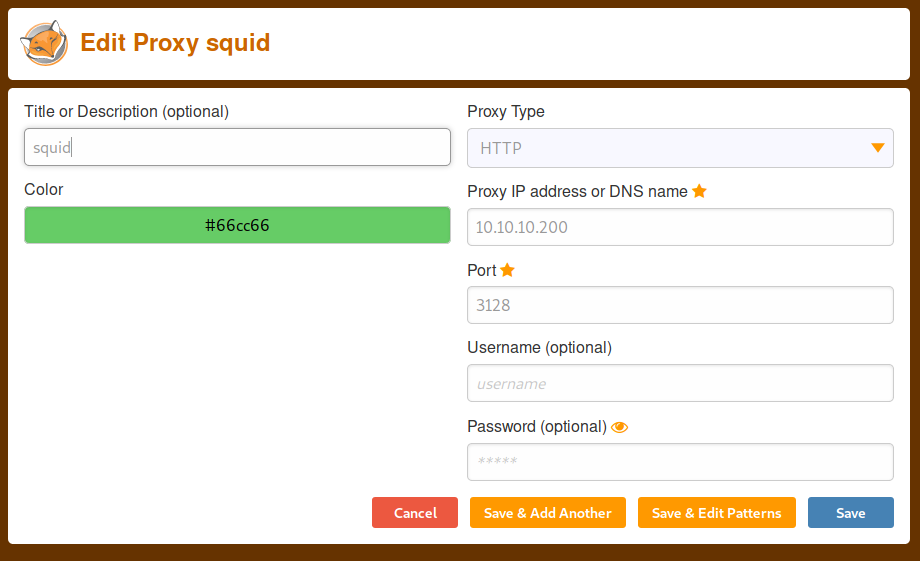 Edit Proxy squid
Title or Description (optional)
squid
Color
#66cc66
Proxy Type
HTTP
Proxy IP address or DNS name
10.10.10.200
Port
3128
Username (optional)
username
Password (optional)
*****
Cancel
Save & Add Another
Save & Edit Patterns
Save